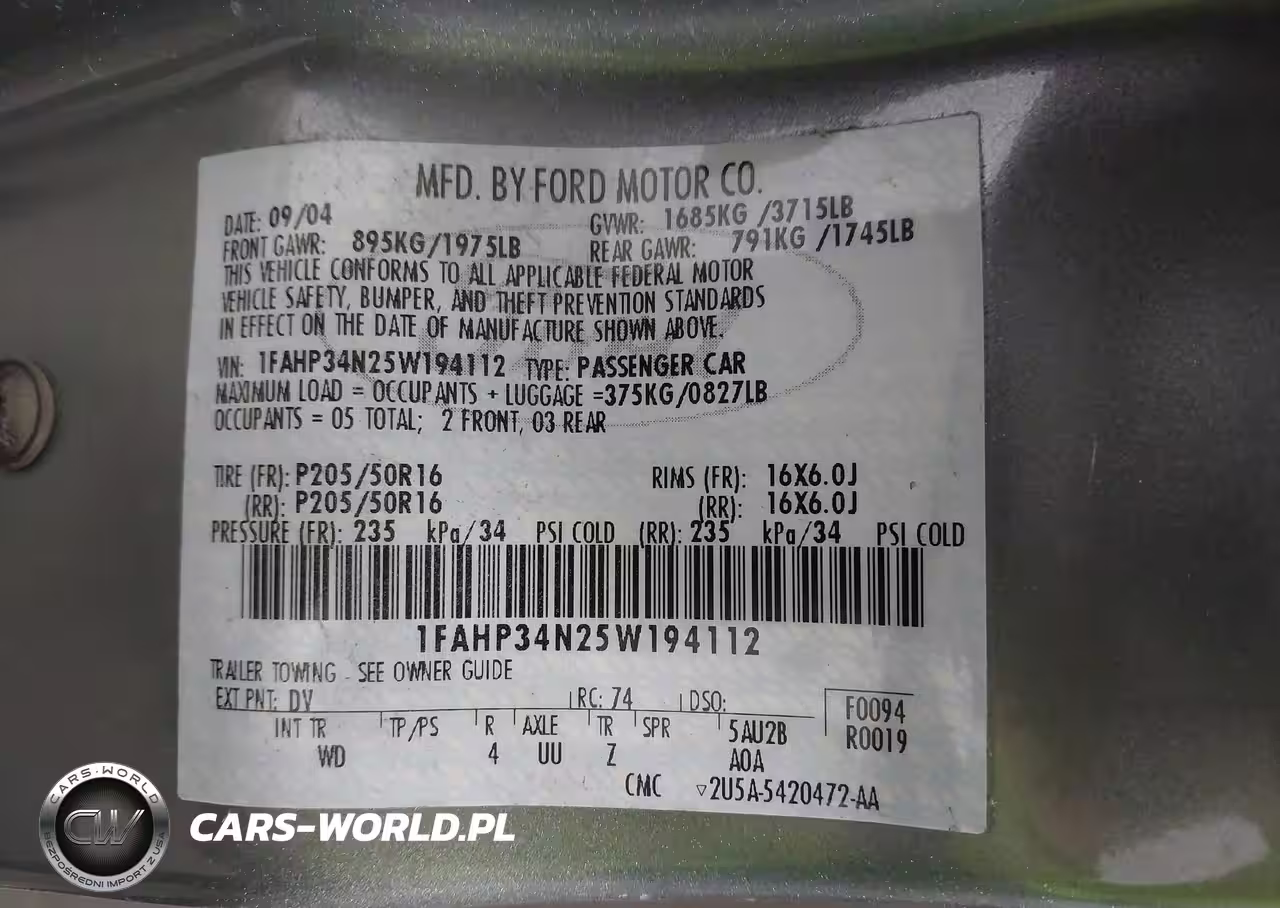 MFD. BY FORD MOTOR CO.
DATE: 09/04 GVWR: 1685KG /3715LB
FRONT GAWR: 895KG/1975LB REAR GAWR: 791KG /1745LB
THIS VEHICLE CONFORMS TO ALL APPLICABLE FEDERAL MOTOR
VEHICLE SAFETY, BUMPER, AND THEFT PREVENTION STANDARDS
IN EFFECT ON THE DATE OF MANUFACTURE SHOWN ABOVE.
VIN: 1FAHP34N25W194112 TYPE: PASSENGER CAR
MAXIMUM LOAD = OCCUPANTS + LUGGAGE =375KG/0827LB
OCCUPANTS = 05 TOTAL; 2 FRONT, 03 REAR
TIRE (FR): P205/50R16 RIMS (FR): 16X6.0J
(RR): P205/50R16 (RR): 16X6.0J
PRESSURE (FR): 235 kPa/34 PSI COLD (RR): 235 kPa/34 PSI COLD
1FAHP34N25W194112
TRAILER TOWING - SEE OWNER GUIDE
EXT PNT: DV RC: 74 DSO: F0094
INT TR TP/PS R AXLE TR SPR 5AU2B R0019
WD 4 UU Z AOA
CMC ▽2U5A-5420472-AA
CARS-WORLD
CW
BEZPOŚREDNI IMPORT Z USA
CARS-WORLD.PL